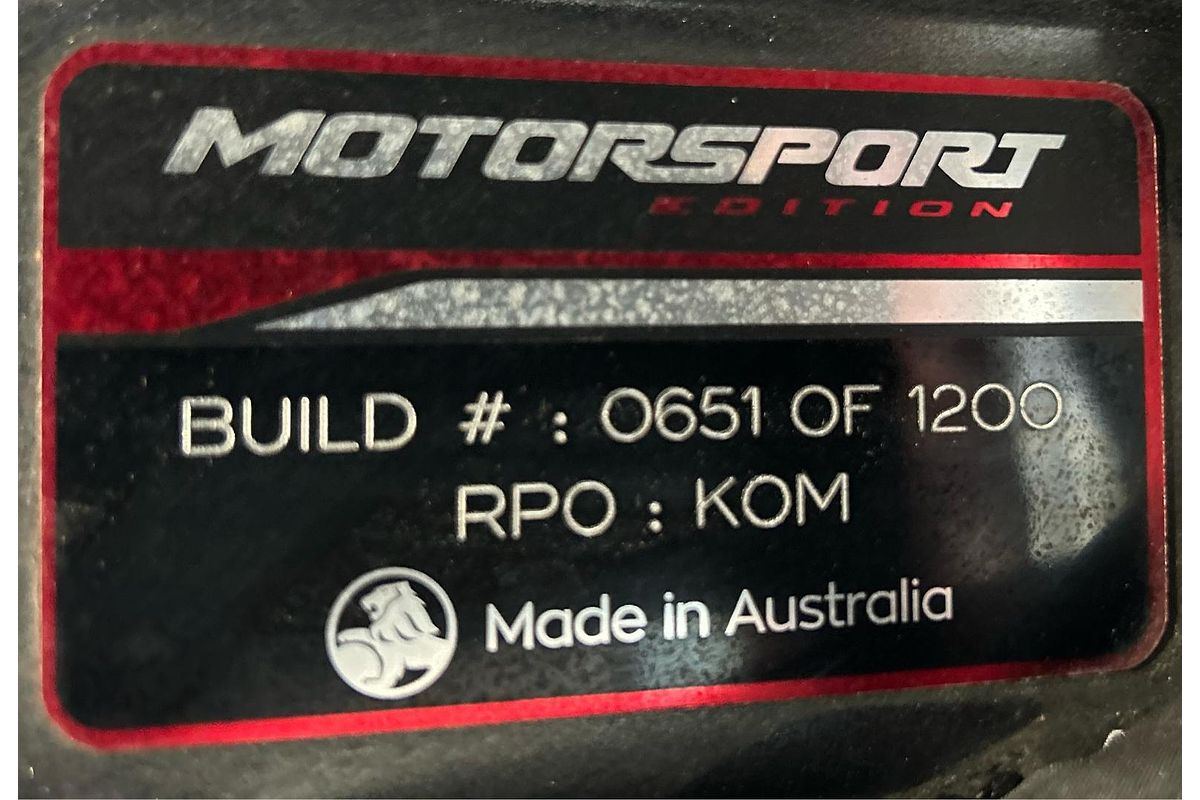 MOTORSPORT
EDITION
BUILD # : 0651 OF 1200
RPO : KOM
Made in Australia